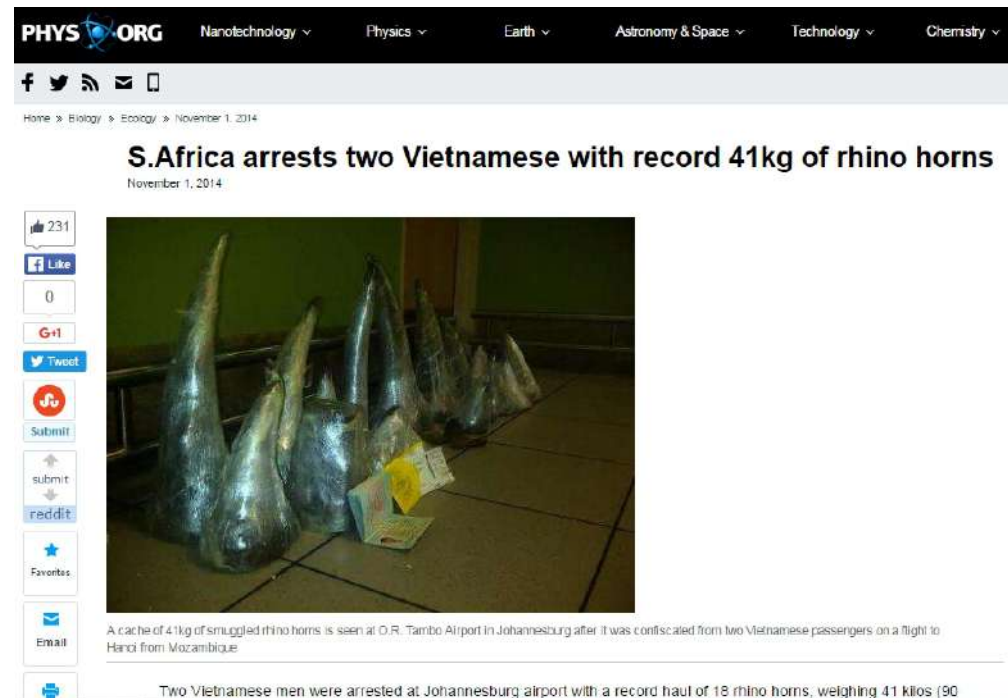 PHYS ORG
Nanotechnology Physics Earth Astronomy & Space Technology Chemistry
Home » Biology » Ecology » November 1, 2014
S.Africa arrests two Vietnamese with record 41kg of rhino horns
November 1, 2014
231
Like
0
G+1
Tweet
Submit
submit
reddit
Favorites
Email
A cache of 41kg of smuggled rhino horns is seen at O.R. Tambo Airport in Johannesburg after it was confiscated from two Vietnamese passengers on a flight to
Hanoi from Mozambique
Two Vietnamese men were arrested at Johannesburg airport with a record haul of 18 rhino horns, weighing 41 kilos (90